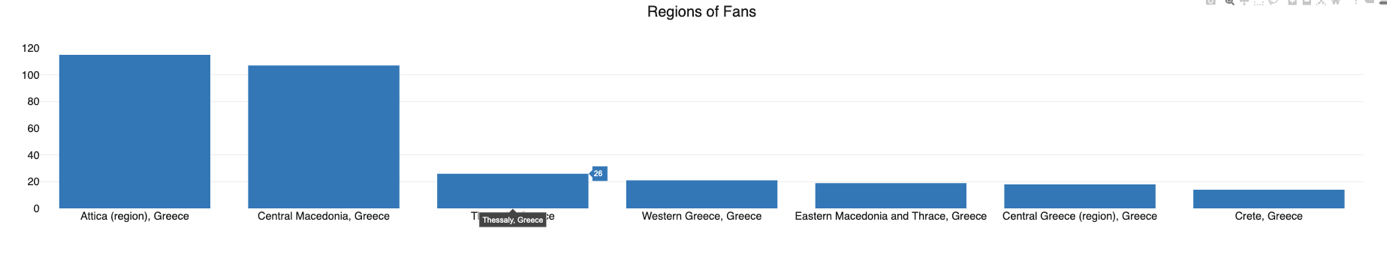 Regions of Fans
120
100
80
60
40
20
0
26
Attica (region), Greece
Central Macedonia, Greece
Thessaly, Greece
Western Greece, Greece
Eastern Macedonia and Thrace, Greece
Central Greece (region), Greece
Crete, Greece